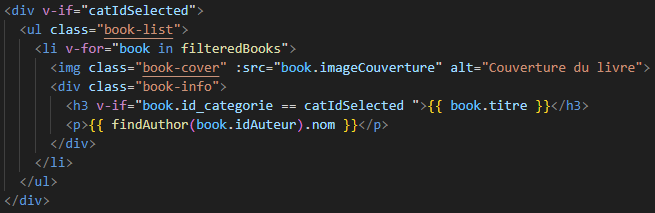 <div v-if="catIdSelected">
<ul class="book-list">
<li v-for="book in filteredBooks">
<img class="book-cover" :src="book.imageCouverture" alt="Couverture du livre">
<div class="book-info">
<h3 v-if="book.id_categorie == catIdSelected ">{{ book.titre }}</h3>
<p>{{ findAuthor(book.idAuteur).nom }}</p>
</div>
</li>
</ul>
</div>